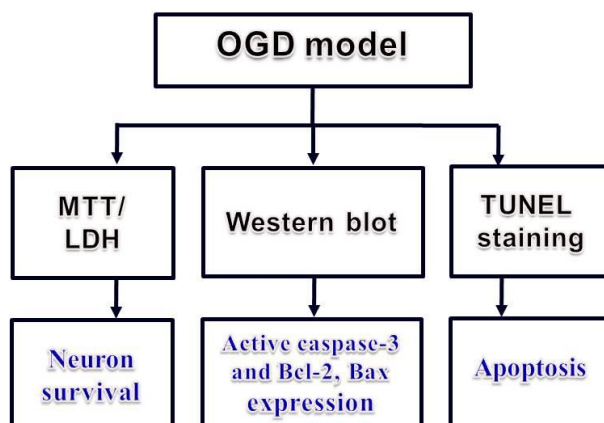 OGD model
MTT/
LDH
Western blot
TUNEL
staining
Neuron
survival
Active caspase-3
and Bcl-2, Bax
expression
Apoptosis